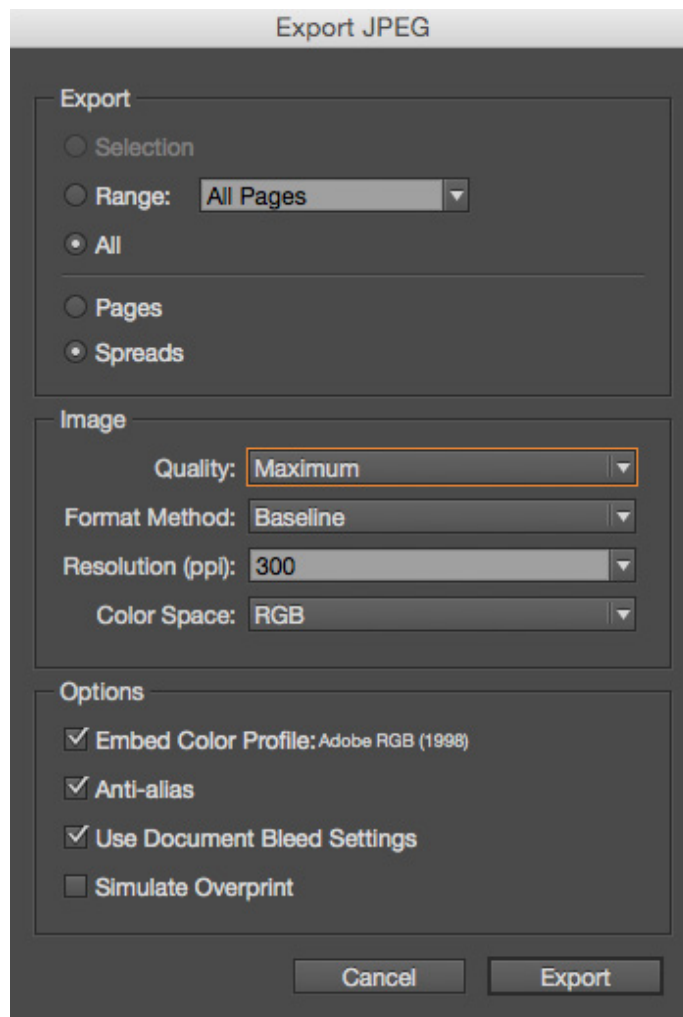 Export JPEG
Export
Selection
Range: All Pages
All
Pages
Spreads
Image
Quality: Maximum
Format Method: Baseline
Resolution (ppi): 300
Color Space: RGB
Options
Embed Color Profile: Adobe RGB (1998)
Anti-alias
Use Document Bleed Settings
Simulate Overprint
Cancel Export